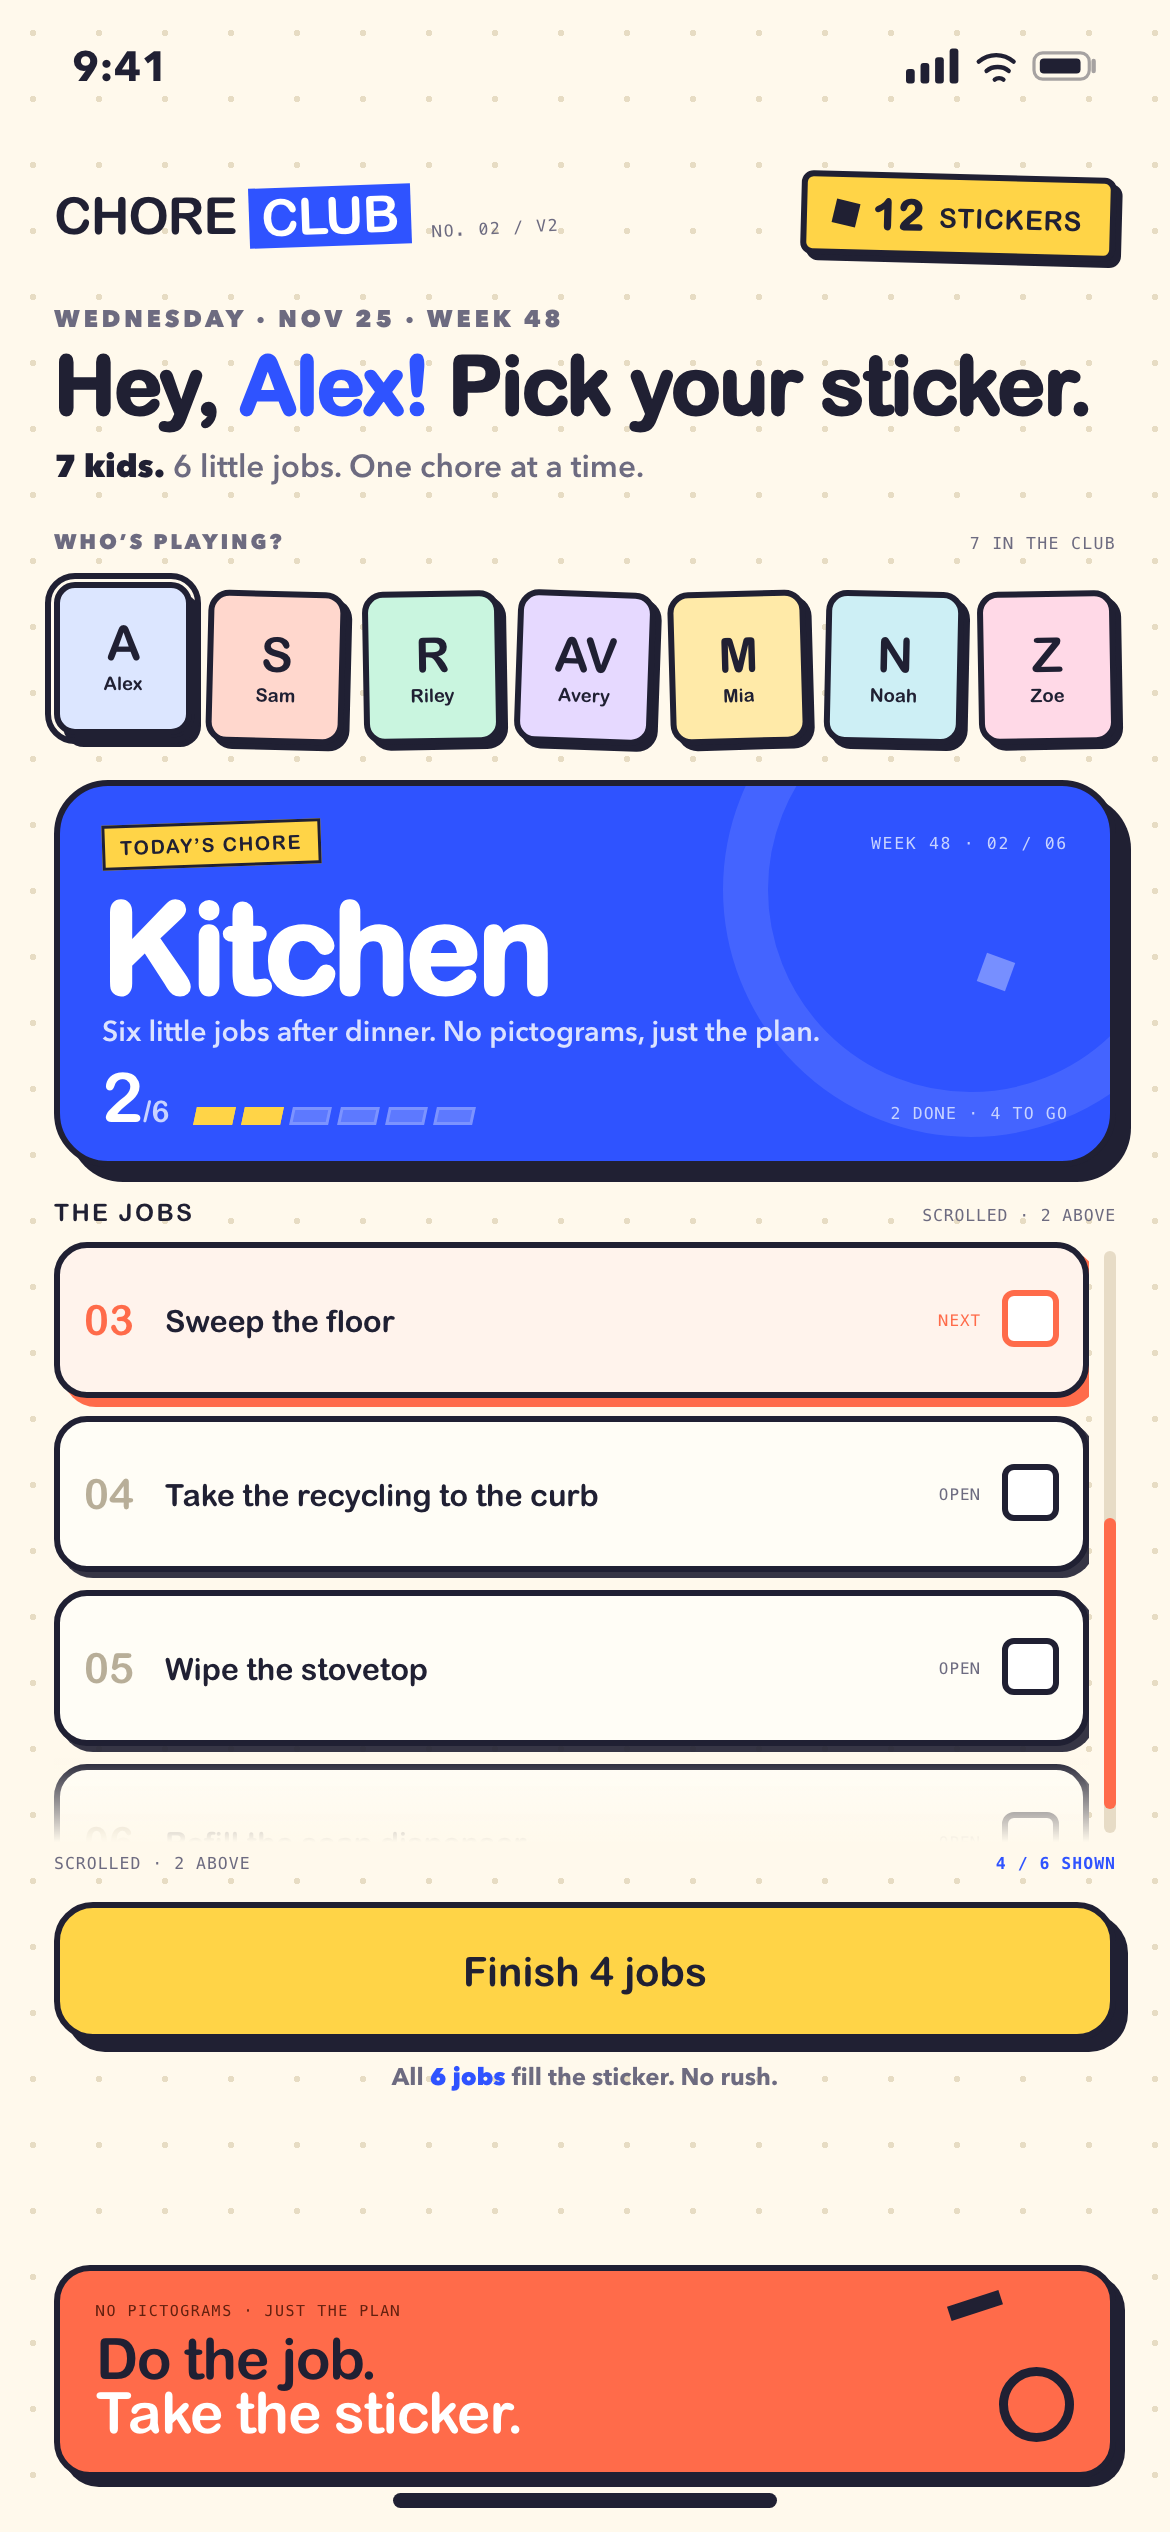 9:41
CHORE CLUB NO. 02 / V2
12 STICKERS
WEDNESDAY · NOV 25 · WEEK 48
Hey, Alex! Pick your sticker.
7 kids. 6 little jobs. One chore at a time.
WHO’S PLAYING?
7 IN THE CLUB
A
Alex
S
Sam
R
Riley
AV
Avery
M
Mia
N
Noah
Z
Zoe
TODAY’S CHORE
WEEK 48 · 02 / 06
Kitchen
Six little jobs after dinner. No pictograms, just the plan.
2/6
2 DONE · 4 TO GO
THE JOBS
SCROLLED · 2 ABOVE
03 Sweep the floor NEXT
04 Take the recycling to the curb OPEN
05 Wipe the stovetop OPEN
06 Refill the soap dispenser OPEN
SCROLLED · 2 ABOVE
4 / 6 SHOWN
Finish 4 jobs
All 6 jobs fill the sticker. No rush.
NO PICTOGRAMS · JUST THE PLAN
Do the job.
Take the sticker.